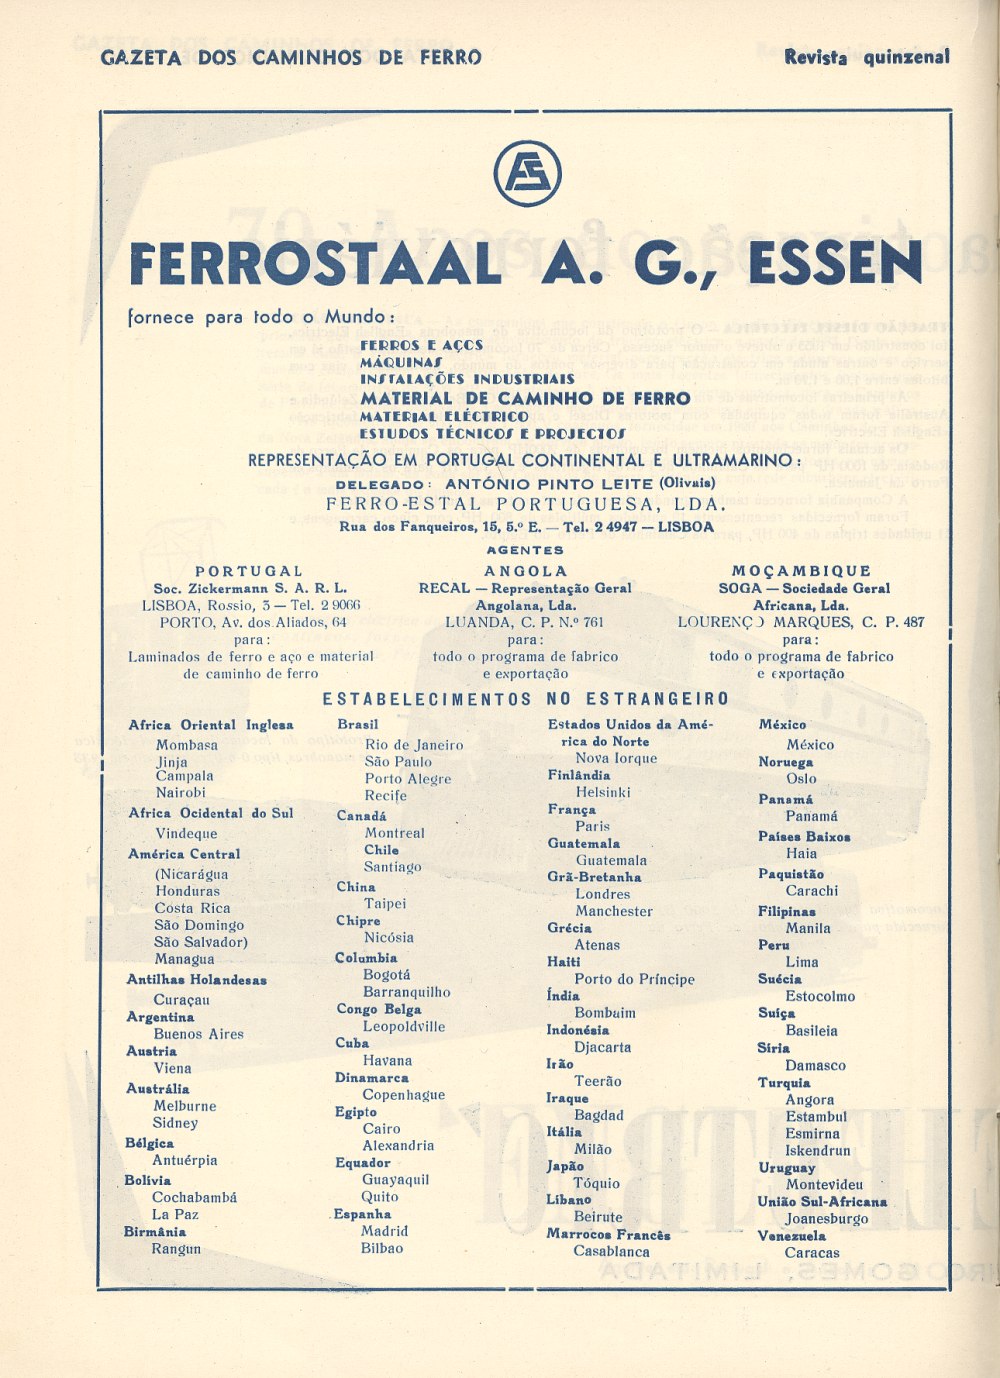 GAZETA DOS CAMINHOS DE FERRO
Revista quinzenal
FS
FERROSTAAL A. G., ESSEN
fornece para todo o Mundo:
FERROS E AÇOS
MÁQUINAS
INSTALAÇÕES INDUSTRIAIS
MATERIAL DE CAMINHO DE FERRO
MATERIAL ELÉCTRICO
ESTUDOS TÉCNICOS E PROJECTOS
REPRESENTAÇÃO EM PORTUGAL CONTINENTAL E ULTRAMARINO:
DELEGADO: ANTÓNIO PINTO LEITE (Olivais)
FERRO-ESTAL PORTUGUESA, LDA.
Rua dos Fanqueiros, 15, 5.º E. — Tel. 2 4947 — LISBOA
AGENTES
PORTUGAL
Soc. Zickermann S. A. R. L.
LISBOA, Rossio, 3 — Tel. 2 9066
PORTO, Av. dos Aliados, 64
para:
Laminados de ferro e aço e material
de caminho de ferro
ANGOLA
RECAL — Representação Geral
Angolana, Lda.
LUANDA, C. P. N.º 761
para:
todo o programa de fabrico
e exportação
MOÇAMBIQUE
SOGA — Sociedade Geral
Africana, Lda.
LOURENÇO MARQUES, C. P. 487
para:
todo o programa de fabrico
e exportação
ESTABELECIMENTOS NO ESTRANGEIRO
Africa Oriental Inglesa
Mombasa
Jinja
Campala
Nairobi
Africa Ocidental do Sul
Vindeque
América Central
(Nicarágua
Honduras
Costa Rica
São Domingo
São Salvador)
Managua
Antilhas Holandesas
Curaçau
Argentina
Buenos Aires
Austria
Viena
Austrália
Melburne
Sidney
Bélgica
Antuérpia
Bolívia
Cochabambá
La Paz
Birmânia
Rangun
Brasil
Rio de Janeiro
São Paulo
Porto Alegre
Recife
Canadá
Montreal
Chile
Santiago
China
Taipei
Chipre
Nicósia
Columbia
Bogotá
Barranquilho
Congo Belga
Leopoldville
Cuba
Havana
Dinamarca
Copenhague
Egipto
Cairo
Alexandria
Equador
Guayaquil
Quito
Espanha
Madrid
Bilbao
Estados Unidos da Amé-
rica do Norte
Nova Iorque
Finlândia
Helsinki
França
Paris
Guatemala
Guatemala
Grã-Bretanha
Londres
Manchester
Grécia
Atenas
Haiti
Porto do Príncipe
Índia
Bombaim
Indonésia
Djacarta
Irão
Teerão
Iraque
Bagdad
Itália
Milão
Japão
Tóquio
Líbano
Beirute
Marrocos Francês
Casablanca
México
México
Noruega
Oslo
Panamá
Panamá
Países Baixos
Haia
Paquistão
Carachi
Filipinas
Manila
Peru
Lima
Suécia
Estocolmo
Suíça
Basileia
Síria
Damasco
Turquia
Angora
Estambul
Esmirna
Iskendrun
Uruguay
Montevideu
União Sul-Africana
Joanesburgo
Venezuela
Caracas